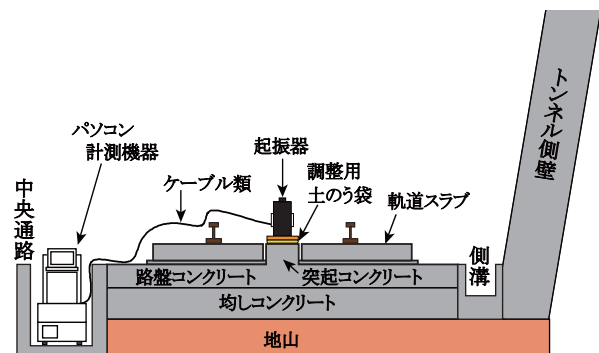 パソコン
計測機器
ケーブル類
起振器
調整用
土のう袋
軌道スラブ
トンネル側壁
中央通路
側溝
路盤コンクリート
突起コンクリート
均しコンクリート
地山